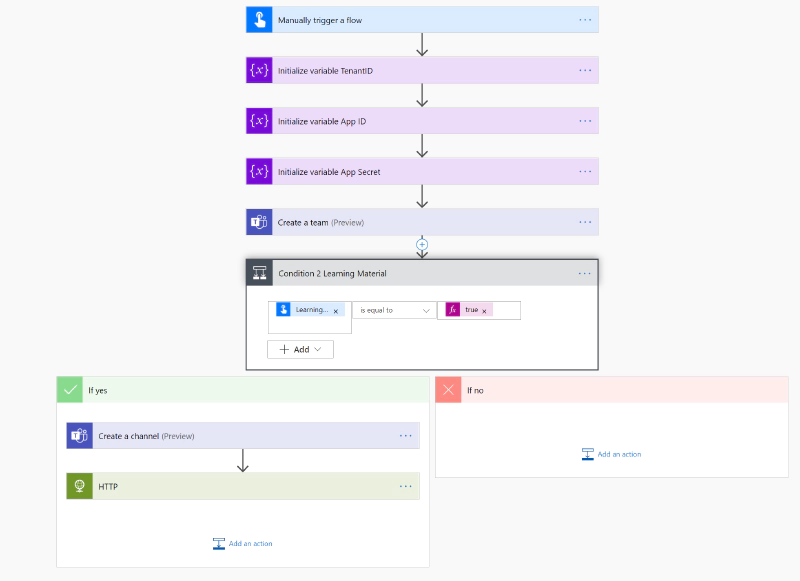 Manually trigger a flow
Initialize variable TenantID
Initialize variable App ID
Initialize variable App Secret
Create a team (Preview)
Condition 2 Learning Material
Learning... x is equal to fx true x
+ Add
If yes
If no
Create a channel (Preview)
Add an action
HTTP
Add an action